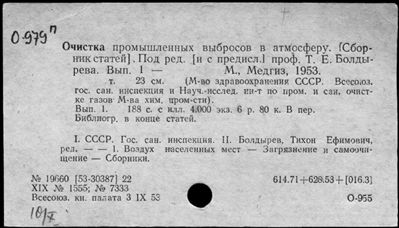 О-979п
Очистка промышленных выбросов в атмосферу. [Сбор-
ник статей]. Под ред. [и с предисл.] проф. Т. Е. Болды-
рева. Вып. 1 — М., Медгиз, 1953.
т. 23 см. (М-во здравоохранения СССР. Всесоюз.
гос. сан. инспекция и Науч.-исслед. ин-т по пром. и сан. очист-
ке газов М-ва хим. пром-сти).
Вып. 1. 188 с. с илл. 4.000 экз. 6 р. 80 к. В пер.
Библиогр. в конце статей.
I. СССР. Гос. сан. инспекция. II. Болдырев, Тихон Ефимович,
ред. — — 1. Воздух населенных мест — Загрязнение и самоочи-
щение — Сборники.
№ 19660 [53-30387] 22 614.71+628.53+[016.3]
XIX № 1555; № 7333
Всесоюз. кн. палата 3 IX 53 О-955